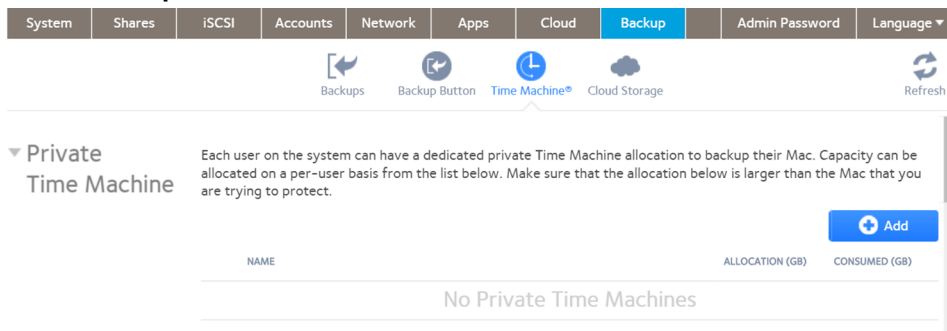 System Shares iSCSI Accounts Network Apps Cloud Backup Admin Password Language
Backups Backup Button Time Machine® Cloud Storage Refresh
Private
Time Machine
Each user on the system can have a dedicated private Time Machine allocation to backup their Mac. Capacity can be
allocated on a per-user basis from the list below. Make sure that the allocation below is larger than the Mac that you
are trying to protect.
Add
NAME ALLOCATION (GB) CONSUMED (GB)
No Private Time Machines